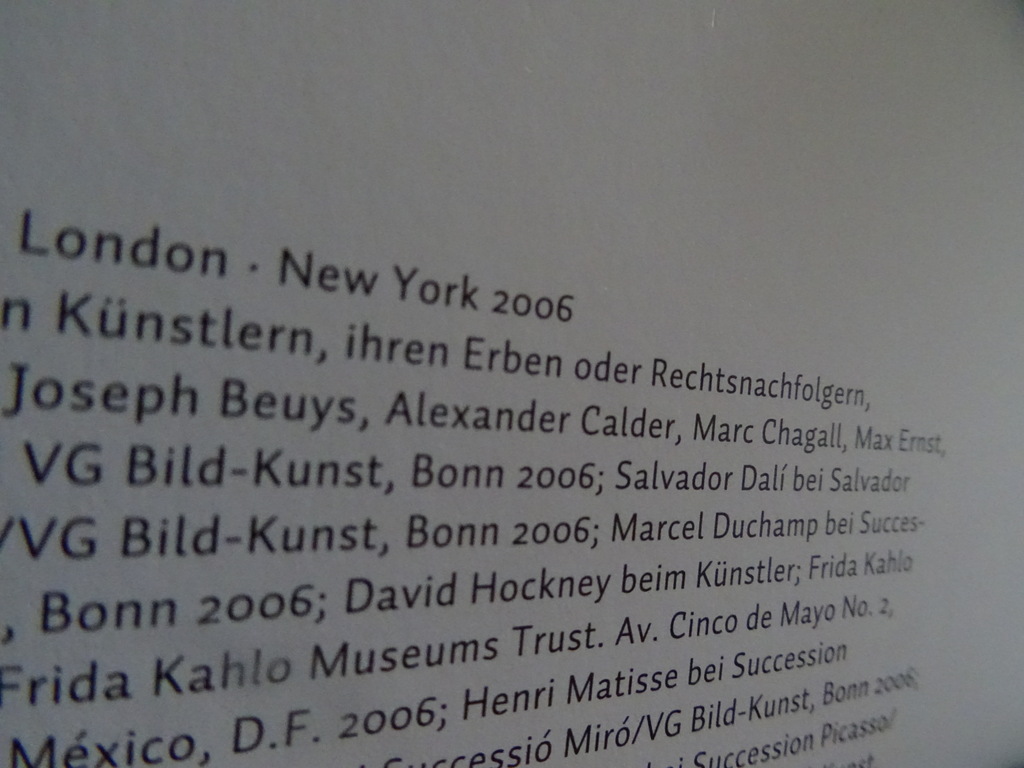 London · New York 2006
n Künstlern, ihren Erben oder Rechtsnachfolgern,
Joseph Beuys, Alexander Calder, Marc Chagall, Max Ernst,
VG Bild-Kunst, Bonn 2006; Salvador Dalí bei Salvador
/VG Bild-Kunst, Bonn 2006; Marcel Duchamp bei Succes-
, Bonn 2006; David Hockney beim Künstler; Frida Kahlo
Frida Kahlo Museums Trust. Av. Cinco de Mayo No. 2,
México, D.F. 2006; Henri Matisse bei Succession
Successió Miró/VG Bild-Kunst, Bonn 2006;
bei Succession Picasso/